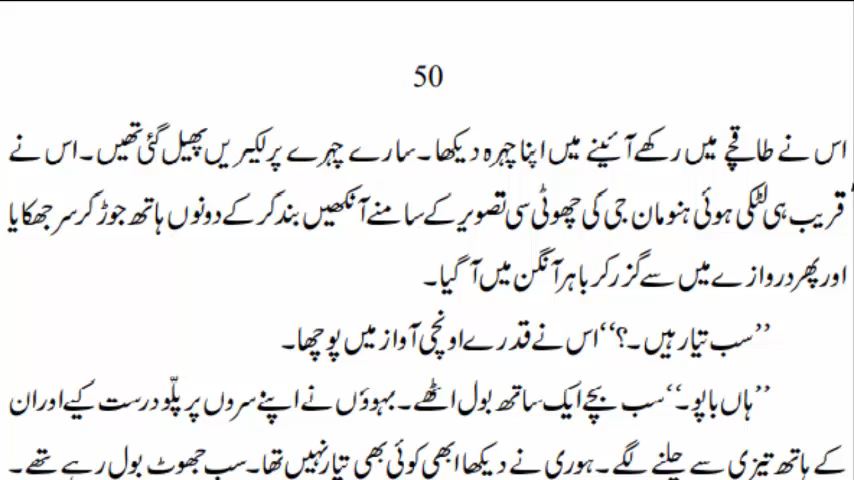 50
اس نے طاقچے میں رکھے آئینے میں اپنا چہرہ دیکھا۔سارے چہرے پر لکیریں پھیل گئی تھیں۔اس نے
قریب ہی لٹکی ہوئی ہنومان جی کی چھوٹی سی تصویر کے سامنے آنکھیں بند کر کے دونوں ہاتھ جوڑ کر سر جھکایا
اور پھر دروازے میں سے گزر کر باہر آنگن میں آ گیا۔
’’سب تیار ہیں۔؟‘‘اس نے قدرے اونچی آواز میں پوچھا۔
’’ہاں باپو۔‘‘سب بچے ایک ساتھ بول اٹھے۔بہوؤں نے اپنے سروں پر پلّو درست کیے اور ان
کے ہاتھ تیزی سے چلنے لگے۔ہوری نے دیکھا ابھی کوئی بھی تیار نہیں تھا۔سب جھوٹ بول رہے تھے۔